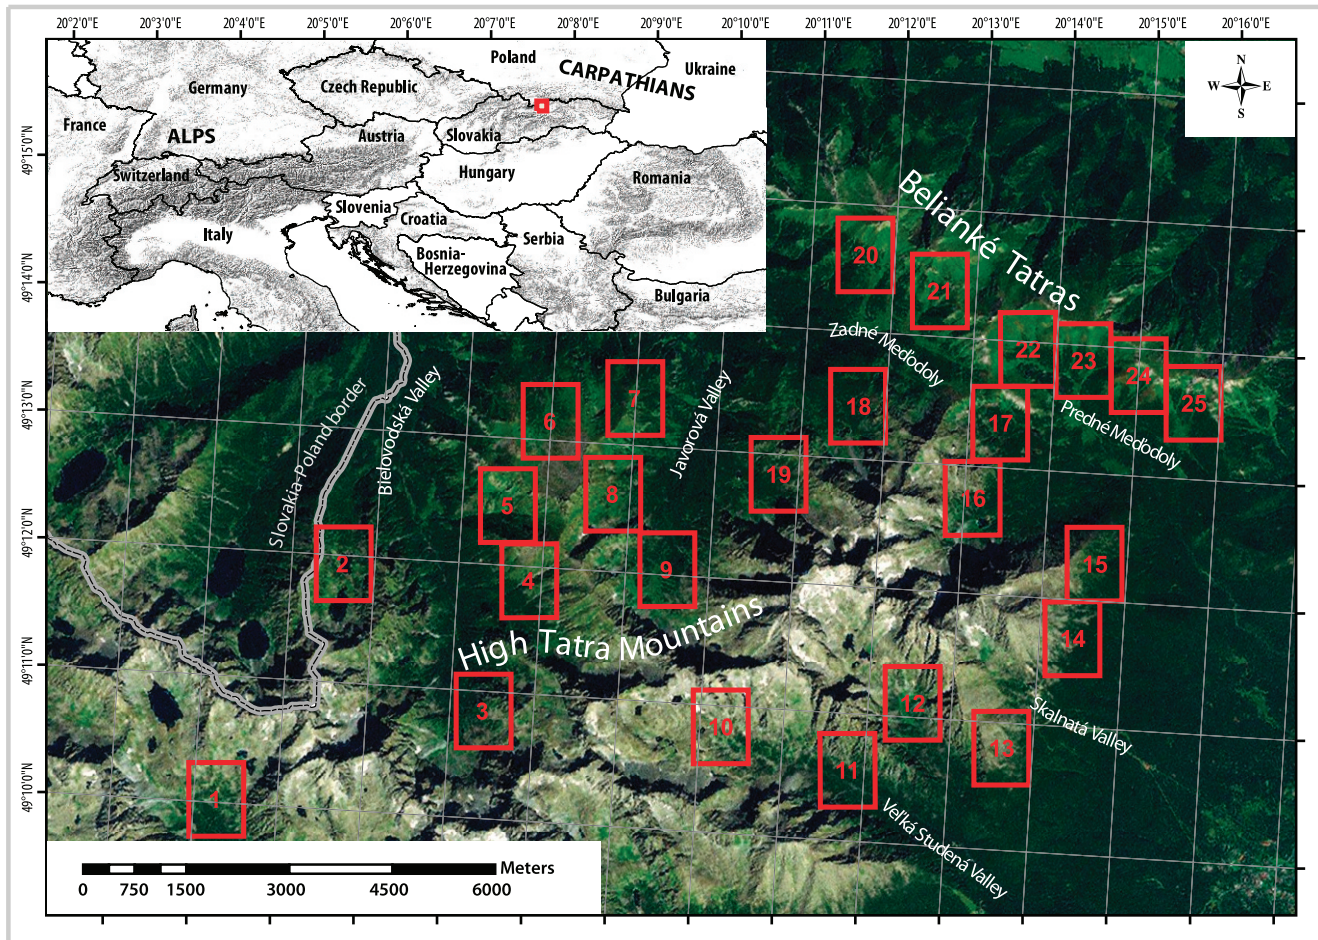 20°2'0"E 20°3'0"E 20°4'0"E 20°5'0"E 20°6'0"E 20°7'0"E 20°8'0"E 20°9'0"E 20°10'0"E 20°11'0"E 20°12'0"E 20°13'0"E 20°14'0"E 20°15'0"E 20°16'0"E
49°15'0"N
49°14'0"N
49°13'0"N
49°12'0"N
49°11'0"N
49°10'0"N
Poland
CARPATHIANS
Ukraine
Germany
Czech Republic
France
ALPS
Austria
Slovakia
Switzerland
Hungary
Romania
Slovenia
Croatia
Italy
Serbia
Bosnia-
Herzegovina
Bulgaria
N
W E
S
Belianké Tatras
Zadné Meďodoly
Predné Meďodoly
Slovakia-Poland border
Bielovodská Valley
Javorová Valley
High Tatra Mountains
Skalnatá Valley
Veľká Studená Valley
20
21
22
23
24
25
18
17
7
6
19
16
8
5
2
4
9
15
14
3
10
12
13
11
1
Meters
0 750 1500 3000 4500 6000